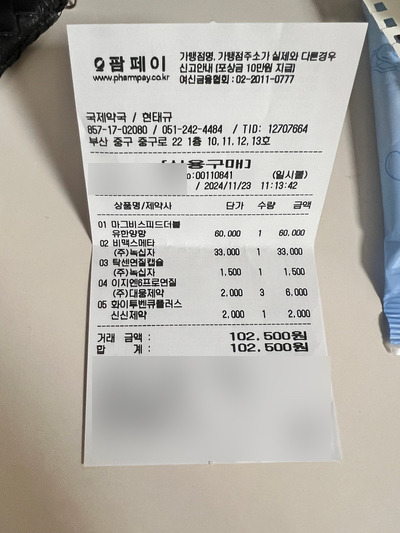 팜페이
www.pharmpay.co.kr
가맹점명, 가맹점주소가 실제와 다른경우
신고안내 (포상금 10만원 지급)
여신금융협회 : 02-2011-0777
국제약국 / 현태규
857-17-02080 / 051-242-4484 / TID: 12707664
부산 중구 중구로 22 1층 10, 11, 12, 13호
[신용구매]
No:00110841 (일시불)
/ 2024/11/23 11:13:42
상품명/제약사 단가 수량 금액
01 마그비스피드더블
유한양행 60,000 1 60,000
02 비맥스메타
(주)녹십자 33,000 1 33,000
03 탁센연질캡슐
(주)녹십자 1,500 1 1,500
04 이지엔6프로연질
(주)대웅제약 2,000 3 6,000
05 화이투벤큐플러스
신신제약 2,000 1 2,000
거래 금액 : 102,500원
합 계 : 102,500원